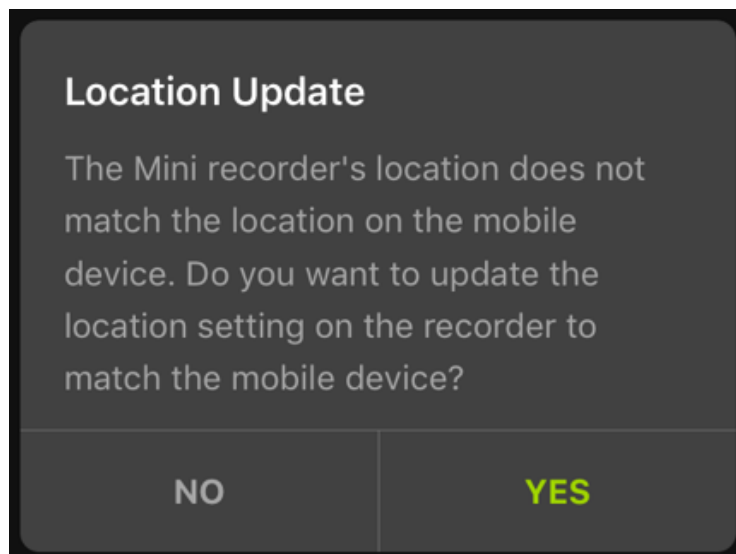 Location Update
The Mini recorder's location does not
match the location on the mobile
device. Do you want to update the
location setting on the recorder to
match the mobile device?
NO
YES